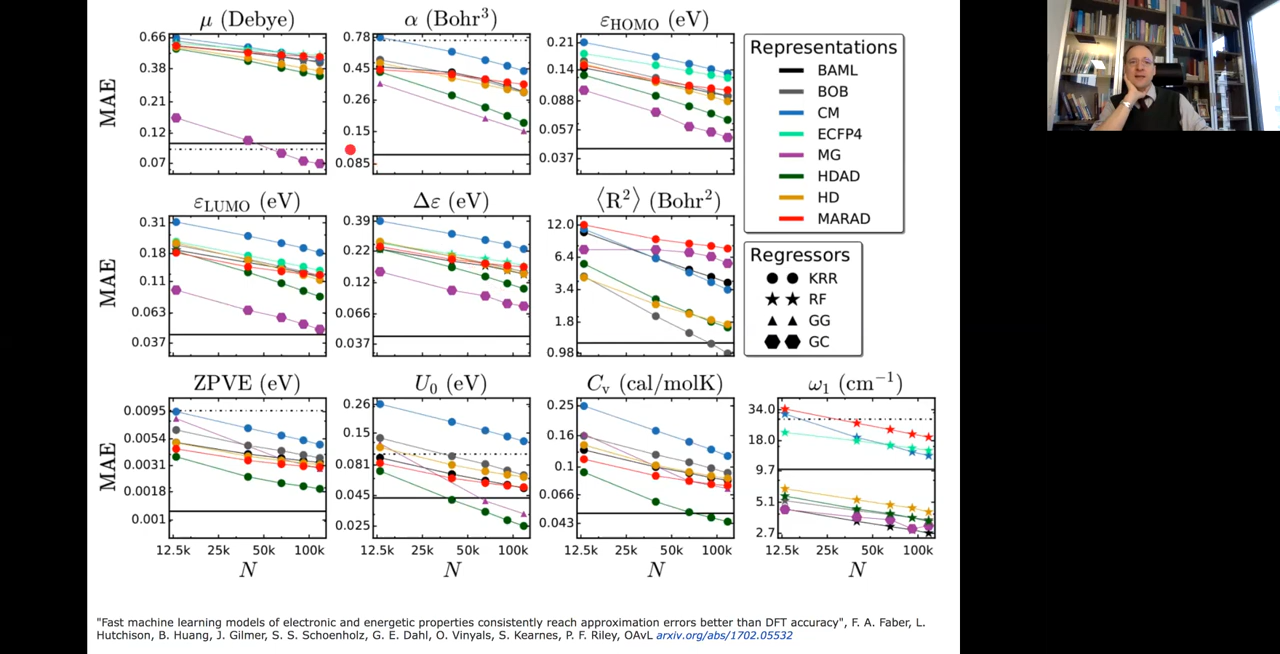 μ (Debye)
α (Bohr³)
ε_HOMO (eV)
MAE
0.66
0.38
0.21
0.12
0.07
0.78
0.45
0.26
0.15
0.085
0.21
0.14
0.088
0.057
0.037
Representations
BAML
BOB
CM
ECFP4
MG
HDAD
HD
MARAD
ε_LUMO (eV)
Δε (eV)
⟨R²⟩ (Bohr²)
MAE
0.31
0.18
0.11
0.063
0.037
0.39
0.22
0.12
0.066
0.037
12.0
6.4
3.4
1.8
0.98
Regressors
KRR
RF
GG
GC
ZPVE (eV)
U₀ (eV)
Cᵥ (cal/molK)
ω₁ (cm⁻¹)
MAE
0.0095
0.0054
0.0031
0.0018
0.001
0.26
0.15
0.081
0.045
0.025
0.25
0.16
0.1
0.066
0.043
34.0
18.0
9.7
5.1
2.7
12.5k 25k 50k 100k
12.5k 25k 50k 100k
12.5k 25k 50k 100k
12.5k 25k 50k 100k
N
N
N
N
"Fast machine learning models of electronic and energetic properties consistently reach approximation errors better than DFT accuracy", F. A. Faber, L.
Hutchison, B. Huang, J. Gilmer, S. S. Schoenholz, G. E. Dahl, O. Vinyals, S. Kearnes, P. F. Riley, OAvL arxiv.org/abs/1702.05532